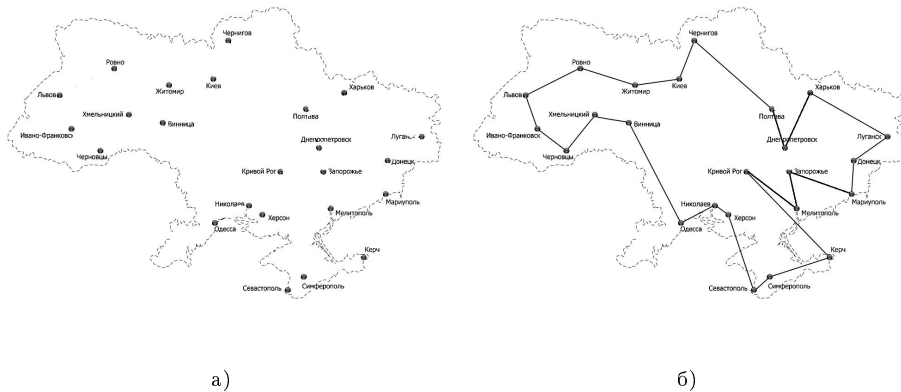 Чернигов
Ровно
Киев
Житомир
Львов
Харьков
Хмельницкий
Винница
Полтава
Ивано-Франковск
Днепропетровск
Луганск
Черновцы
Донецк
Кривой Рог
Запорожье
Мариуполь
Николаев
Херсон
Мелитополь
Одесса
Керч
Севастополь
Симферополь
а)
Чернигов
Ровно
Киев
Житомир
Львов
Харьков
Хмельницкий
Винница
Полтава
Ивано-Франковск
Днепропетровск
Луганск
Черновцы
Донецк
Кривой Рог
Запорожье
Мариуполь
Николаев
Херсон
Мелитополь
Одесса
Керч
Севастополь
Симферополь
б)